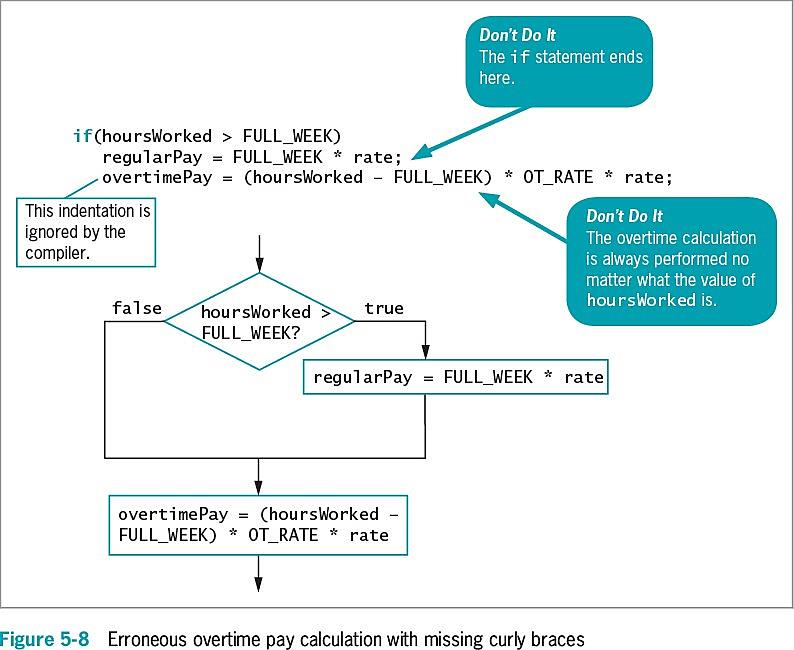 Don't Do It
The if statement ends
here.
if(hoursWorked > FULL_WEEK)
regularPay = FULL_WEEK * rate;
overtimePay = (hoursWorked – FULL_WEEK) * OT_RATE * rate;
This indentation is
ignored by the
compiler.
Don't Do It
The overtime calculation
is always performed no
matter what the value of
hoursWorked is.
false
hoursWorked >
FULL_WEEK?
true
regularPay = FULL_WEEK * rate
overtimePay = (hoursWorked –
FULL_WEEK) * OT_RATE * rate
Figure 5-8 Erroneous overtime pay calculation with missing curly braces